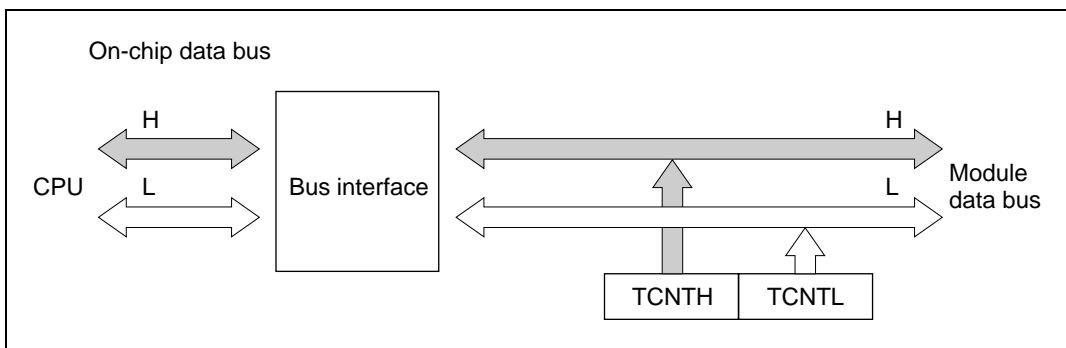 On-chip data bus
H
H
CPU
L
Bus interface
L
Module
data bus
TCNTH
TCNTL